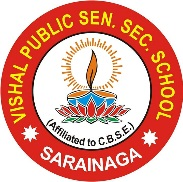 VISHAL PUBLIC SEN. SEC. SCHOOL
(Affiliated to C.B.S.E.)
SARAINAGA